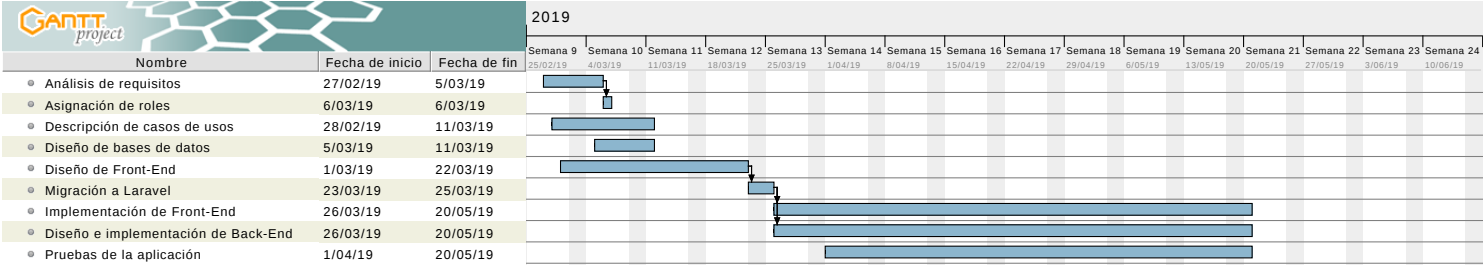 GANTT
project
2019
Semana 9 Semana 10 Semana 11 Semana 12 Semana 13 Semana 14 Semana 15 Semana 16 Semana 17 Semana 18 Semana 19 Semana 20 Semana 21 Semana 22 Semana 23 Semana 24
25/02/19 4/03/19 11/03/19 18/03/19 25/03/19 1/04/19 8/04/19 15/04/19 22/04/19 29/04/19 6/05/19 13/05/19 20/05/19 27/05/19 3/06/19 10/06/19
Nombre Fecha de inicio Fecha de fin
Análisis de requisitos 27/02/19 5/03/19
Asignación de roles 6/03/19 6/03/19
Descripción de casos de usos 28/02/19 11/03/19
Diseño de bases de datos 5/03/19 11/03/19
Diseño de Front-End 1/03/19 22/03/19
Migración a Laravel 23/03/19 25/03/19
Implementación de Front-End 26/03/19 20/05/19
Diseño e implementación de Back-End 26/03/19 20/05/19
Pruebas de la aplicación 1/04/19 20/05/19